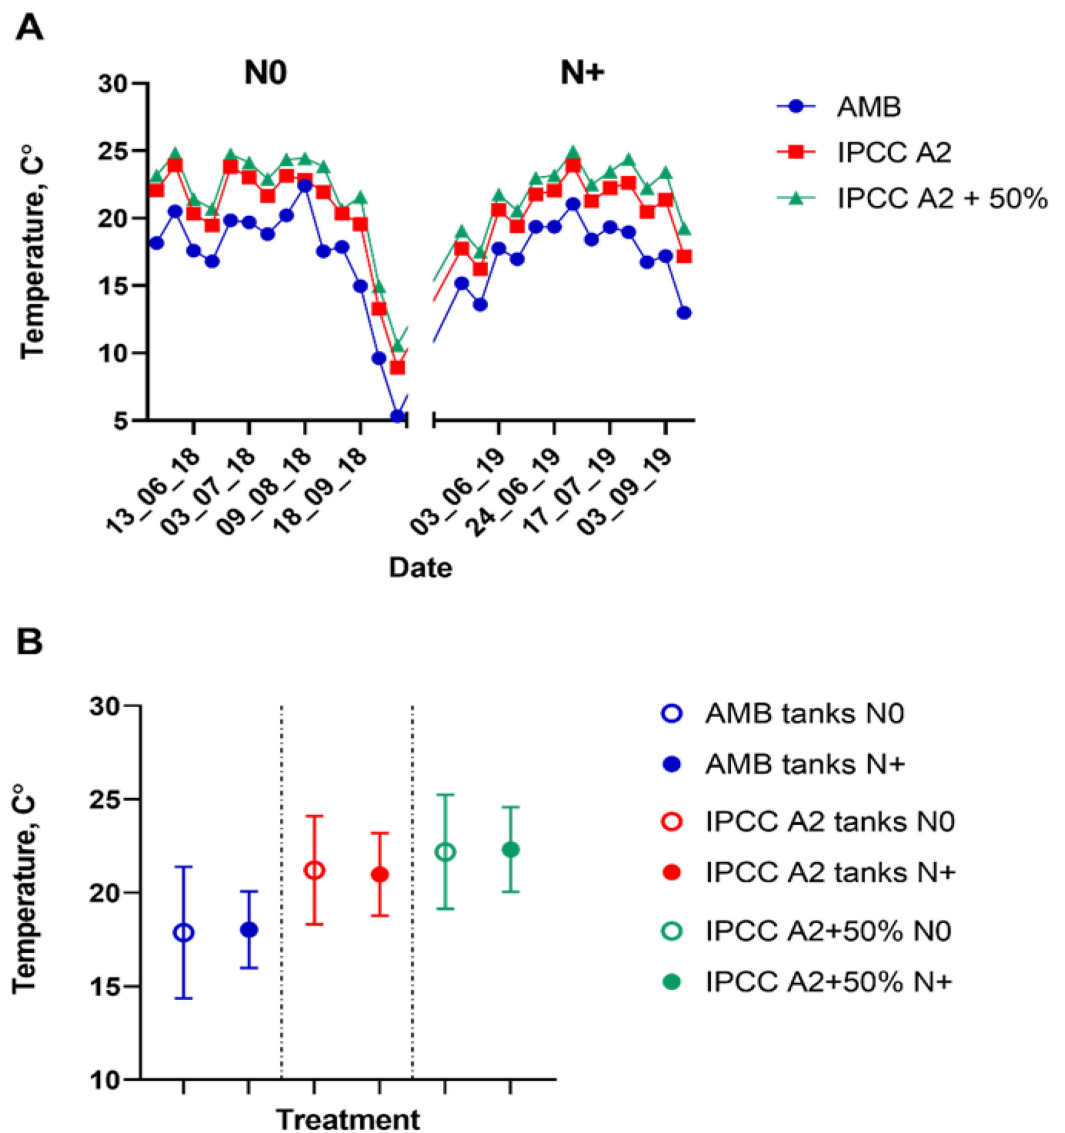 A
N0
N+
30
25
20
15
10
5
Temperature, C°
13_06_18
03_07_18
09_08_18
18_09_18
03_06_19
24_06_19
17_07_19
03_09_19
Date
AMB
IPCC A2
IPCC A2 + 50%
B
30
25
20
15
10
Temperature, C°
Treatment
AMB tanks N0
AMB tanks N+
IPCC A2 tanks N0
IPCC A2 tanks N+
IPCC A2+50% N0
IPCC A2+50% N+